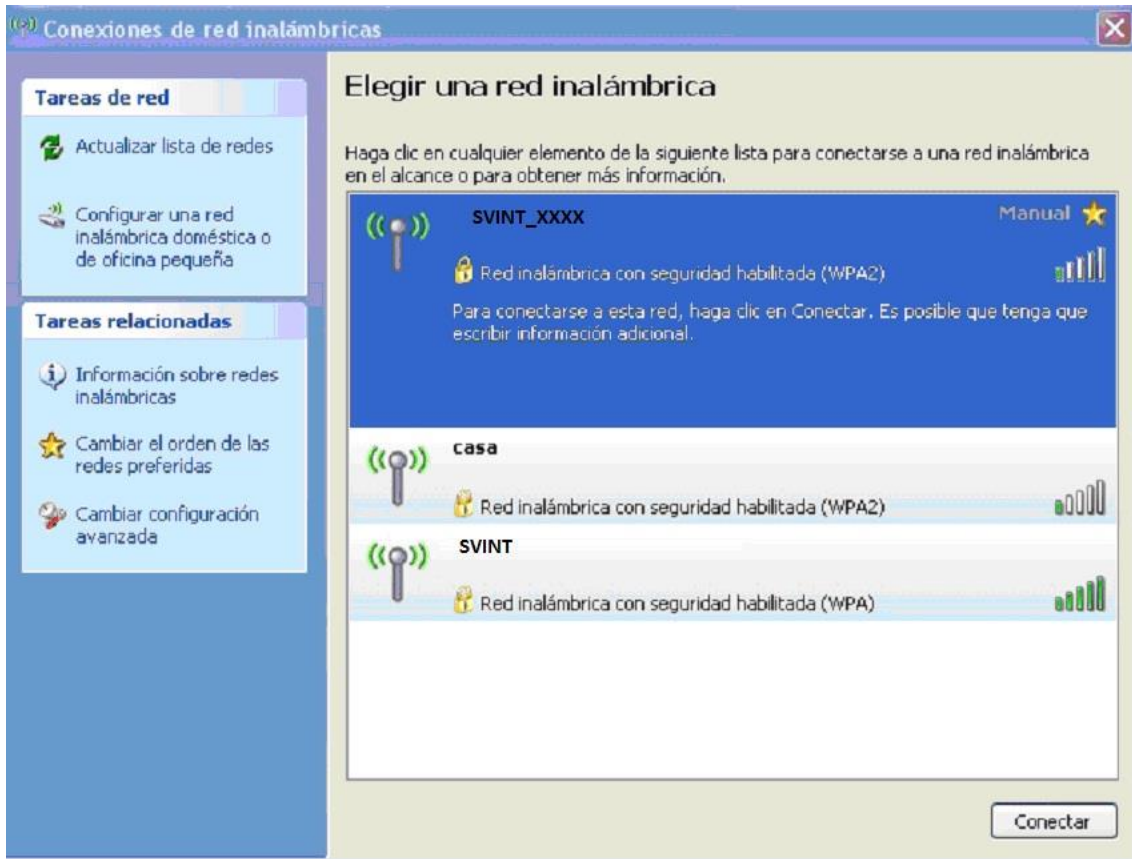 Conexiones de red inalámbricas
Tareas de red
Actualizar lista de redes
Configurar una red
inalámbrica doméstica o
de oficina pequeña
Tareas relacionadas
Información sobre redes
inalámbricas
Cambiar el orden de las
redes preferidas
Cambiar configuración
avanzada
Elegir una red inalámbrica
Haga clic en cualquier elemento de la siguiente lista para conectarse a una red inalámbrica
en el alcance o para obtener más información.
SVINT_XXXX
Manual
Red inalámbrica con seguridad habilitada (WPA2)
Para conectarse a esta red, haga clic en Conectar. Es posible que tenga que
escribir información adicional.
casa
Red inalámbrica con seguridad habilitada (WPA2)
SVINT
Red inalámbrica con seguridad habilitada (WPA)
Conectar